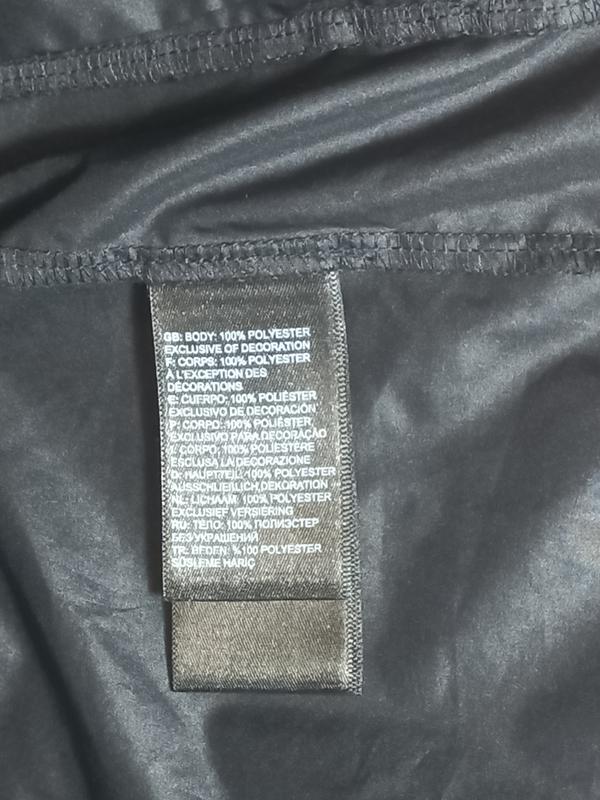 GB: BODY: 100% POLYESTER
EXCLUSIVE OF DECORATION
F: CORPS: 100% POLYESTER
À L'EXCEPTION DES
DÉCORATIONS
E: CUERPO: 100% POLIÉSTER
EXCLUSIVO DE DECORACIÓN
P: CORPO: 100% POLIÉSTER
EXCLUSIVO PARA DECORAÇÃO
I: CORPO: 100% POLIESTERE
ESCLUSA LA DECORAZIONE
D: HAUPTTEIL: 100% POLYESTER
AUSSCHLIEßLICH DEKORATION
NL: LICHAAM: 100% POLYESTER
EXCLUSIEF VERSIERING
RU: ТЕЛО: 100% ПОЛИЭСТЕР
БЕЗ УКРАШЕНИЙ
TR: BEDEN: %100 POLYESTER
SÜSLEME HARİÇ